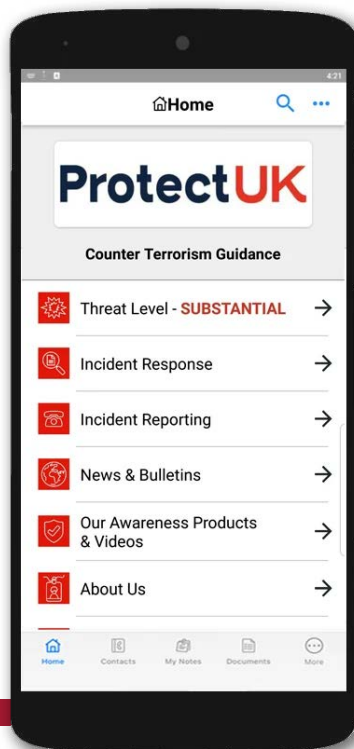 4:21
Home
ProtectUK
Counter Terrorism Guidance
Threat Level - SUBSTANTIAL
Incident Response
Incident Reporting
News & Bulletins
Our Awareness Products
& Videos
About Us
Home Contacts My Notes Documents More